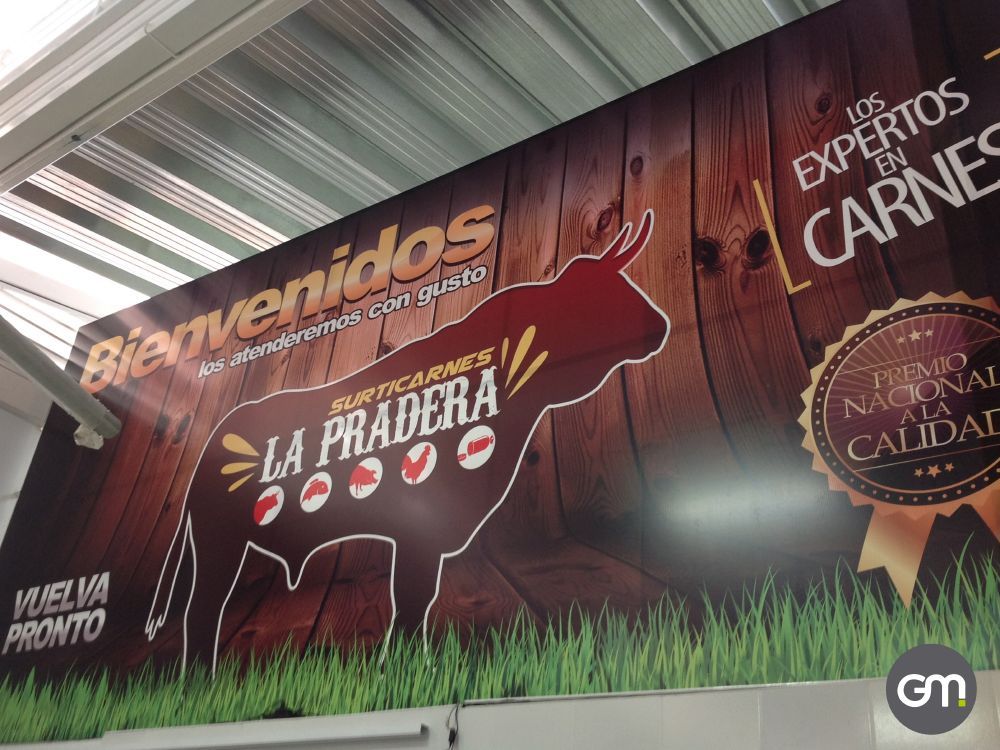 Bienvenidos
los atenderemos con gusto
SURTICARNES
LA PRADERA
LOS
EXPERTOS
EN
CARNES
PREMIO
NACIONAL
A LA
CALIDAD
VUELVA
PRONTO
GM.